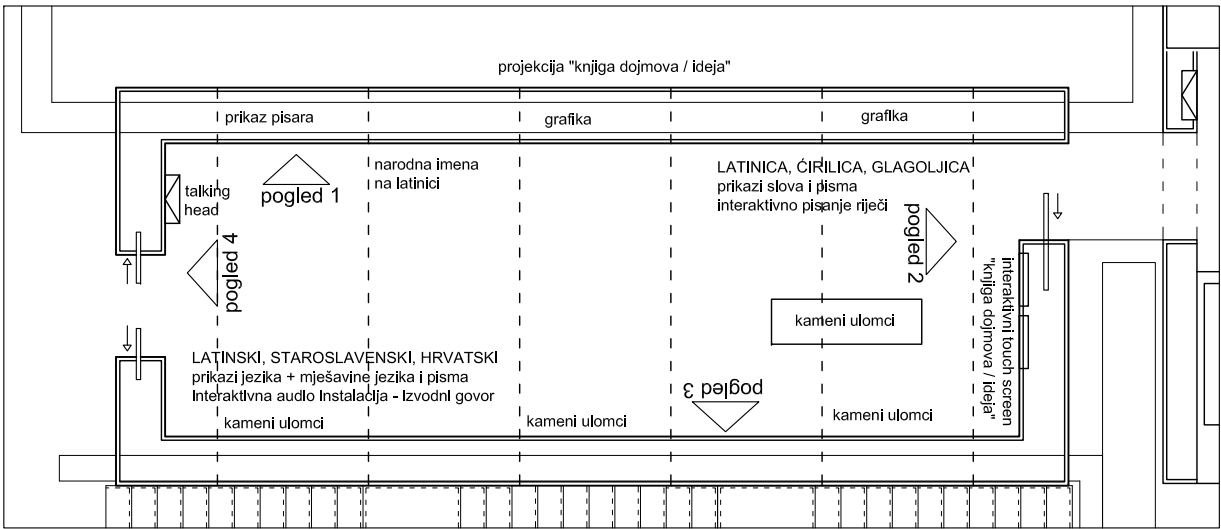 projekcija "knjiga dojmova / ideja"
prikaz pisara
grafika
grafika
talking
head
pogled 1
narodna imena
na latinici
LATINICA, ĆIRILICA, GLAGOLJICA
prikazi slova i pisma
interaktivno pisanje riječi
pogled 4
pogled 2
interaktivni touch screen
"knjiga dojmova / ideja"
kameni ulomci
LATINSKI, STAROSLAVENSKI, HRVATSKI
prikazi jezika + mješavine jezika i pisma
Interaktivna audio instalacija - Izvodni govor
pogled 3
kameni ulomci
kameni ulomci
kameni ulomci